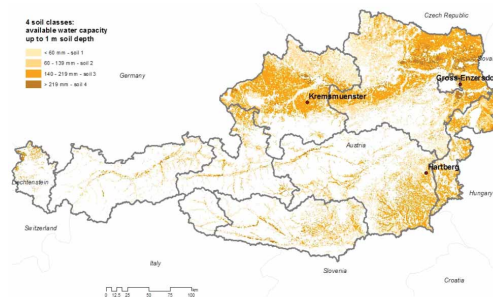 4 soil classes:
available water capacity
up to 1 m soil depth
< 60 mm - soil 1
60 - 139 mm - soil 2
140 - 219 mm - soil 3
> 219 mm - soil 4
Czech Republic
Germany
Gross-Enzersdo
Kremsmuenster
Austria
Hartberg
Liechtenstein
Hungary
Switzerland
Italy
Slovenia
Croatia
0 12.5 25 50 75 100
km